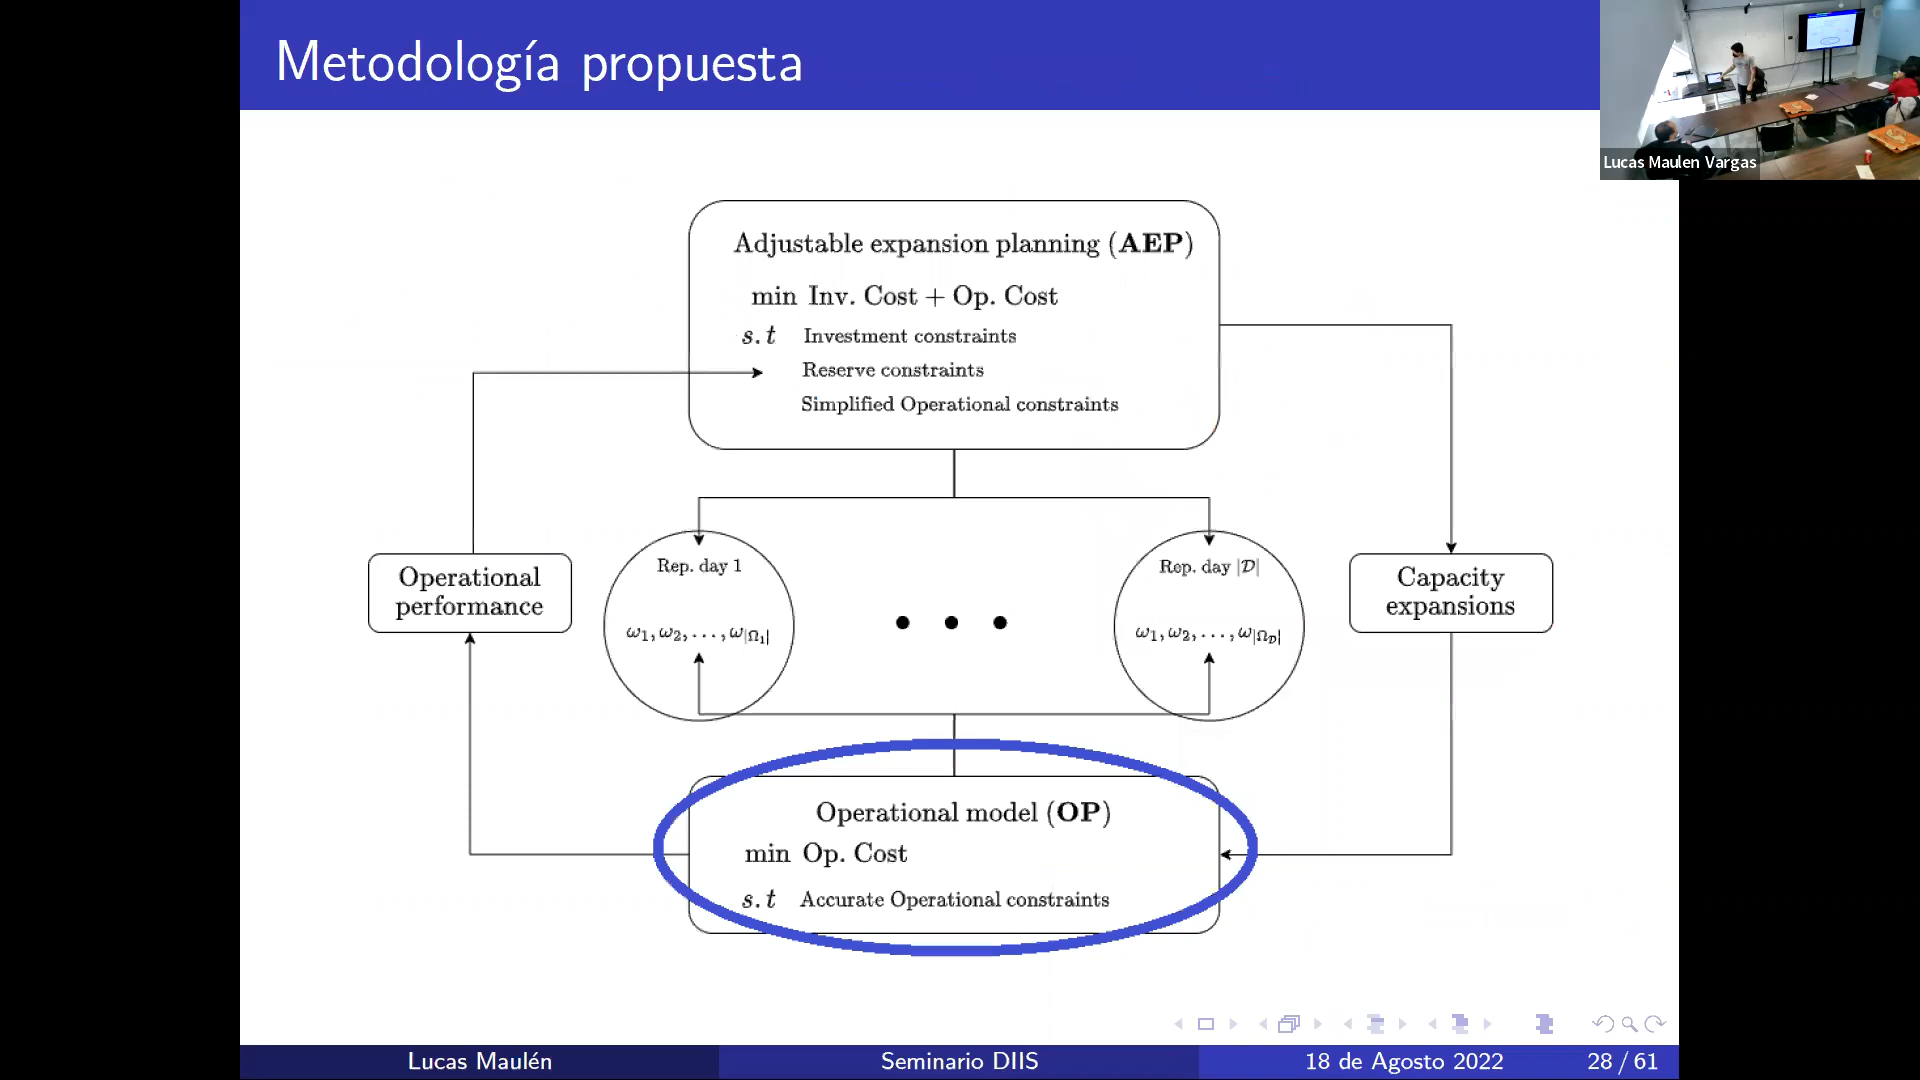 Metodología propuesta
Lucas Maulen Vargas
Adjustable expansion planning (AEP)
min Inv. Cost + Op. Cost
s.t Investment constraints
Reserve constraints
Simplified Operational constraints
Operational
performance
Rep. day 1
ω₁, ω₂, . . . , ω|Ω₁|
• • •
Rep. day |𝒟|
ω₁, ω₂, . . . , ω|Ω𝒟|
Capacity
expansions
Operational model (OP)
min Op. Cost
s.t Accurate Operational constraints
Lucas Maulén
Seminario DIIS
18 de Agosto 2022
28 / 61